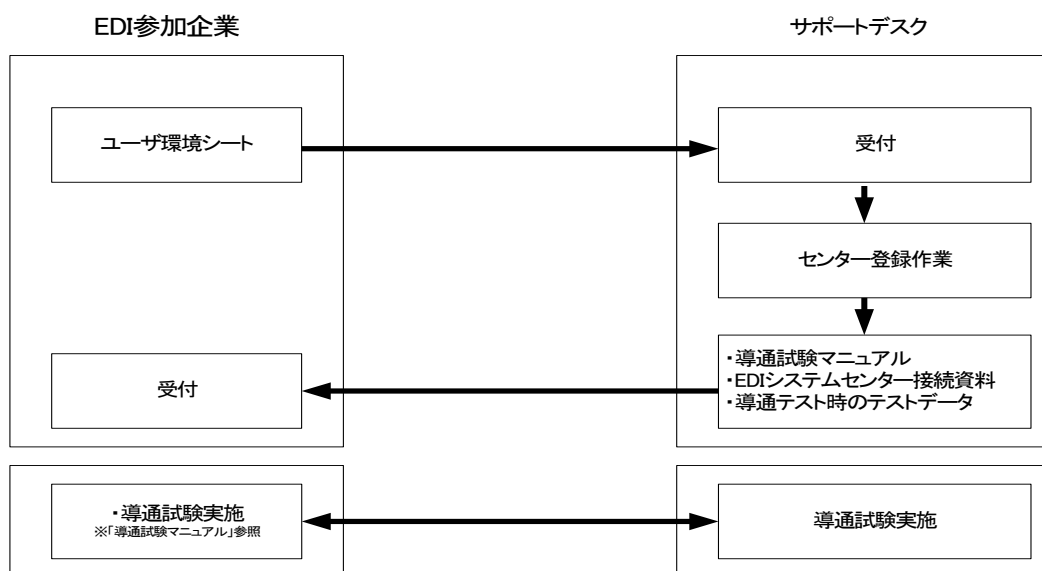 EDI参加企業
サポートデスク
ユーザ環境シート
受付
センター登録作業
・導通試験マニュアル
・EDIシステムセンター接続資料
・導通テスト時のテストデータ
受付
・導通試験実施
※「導通試験マニュアル」参照
導通試験実施